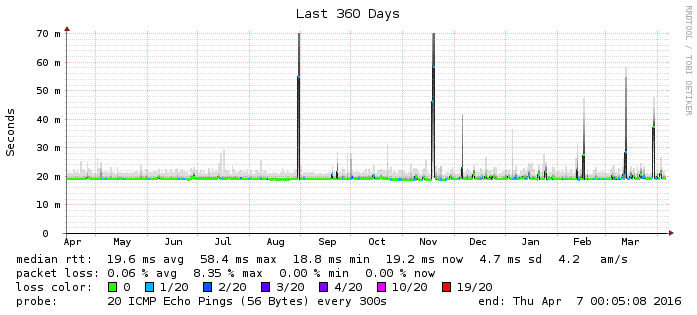 Last 360 Days
RRDTOOL / TOBI OETIKER
Seconds
70 m
60 m
50 m
40 m
30 m
20 m
10 m
0
Apr May Jun Jul Aug Sep Oct Nov Dec Jan Feb Mar
median rtt: 19.6 ms avg 58.4 ms max 18.8 ms min 19.2 ms now 4.7 ms sd 4.2 am/s
packet loss: 0.06 % avg 8.35 % max 0.00 % min 0.00 % now
loss color: 0 1/20 2/20 3/20 4/20 10/20 19/20
probe: 20 ICMP Echo Pings (56 Bytes) every 300s end: Thu Apr 7 00:05:08 2016